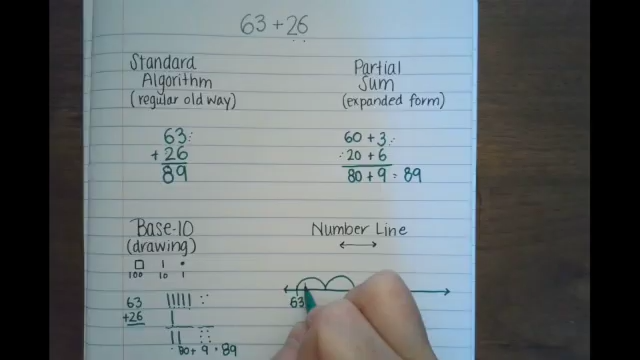 63 + 26
Standard
Algorithm
(regular old way)
63
+ 26
89
Partial
Sum
(expanded form)
60 + 3
20 + 6
80 + 9 = 89
Base-10
(drawing)
100 10 1
63
+26
80+ 9 = 89
Number Line
63